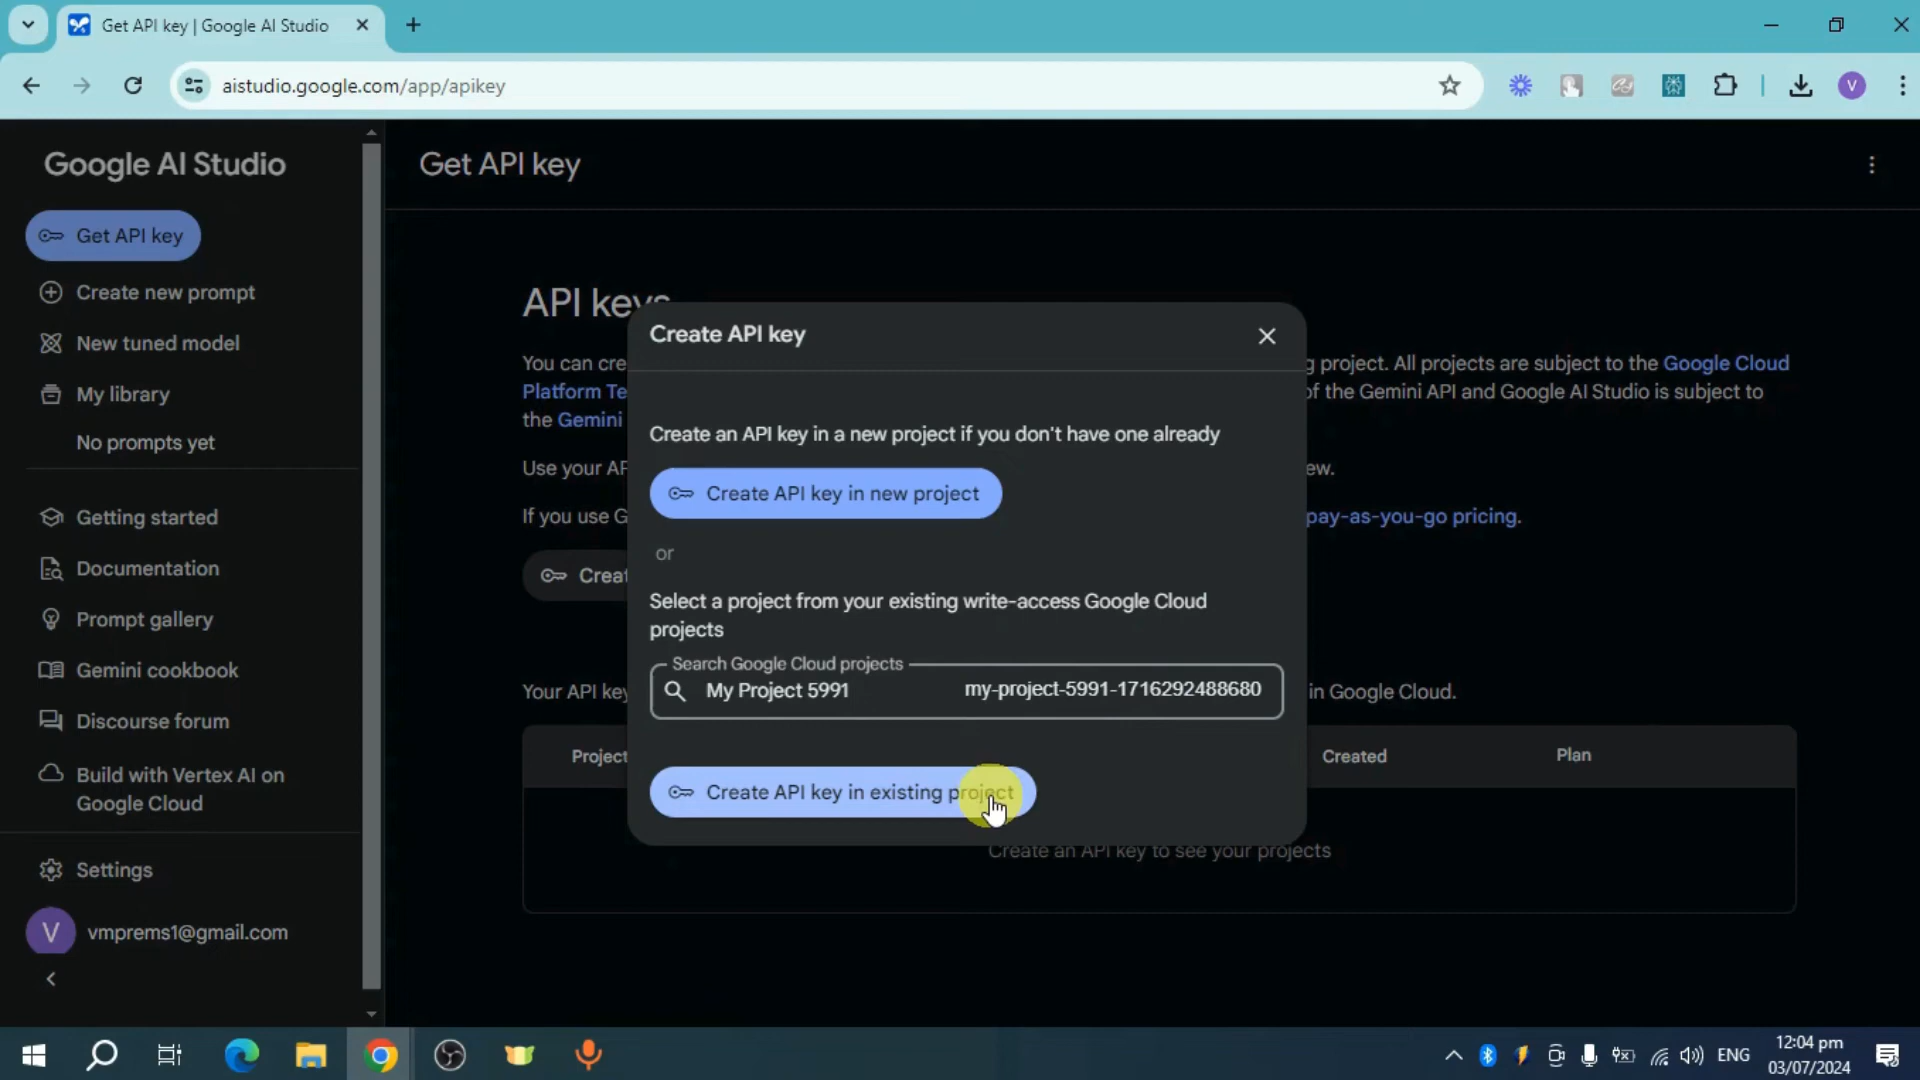 Get API key | Google AI Studio
aistudio.google.com/app/apikey
V
Google AI Studio
Get API key
Create new prompt
New tuned model
My library
No prompts yet
Getting started
Documentation
Prompt gallery
Gemini cookbook
Discourse forum
Build with Vertex AI on
Google Cloud
Settings
V
vmprems1@gmail.com
Get API key
API keys
You can cre
g project. All projects are subject to the Google Cloud
Platform Te
of the Gemini API and Google AI Studio is subject to
the Gemini
Use your AP
ew.
If you use G
pay-as-you-go pricing.
Creat
Your API key
in Google Cloud.
Project
Created
Plan
Create an API key to see your projects
Create API key
Create an API key in a new project if you don't have one already
Create API key in new project
or
Select a project from your existing write-access Google Cloud
projects
Search Google Cloud projects
My Project 5991
my-project-5991-1716292488680
Create API key in existing project
ENG
12:04 pm
03/07/2024